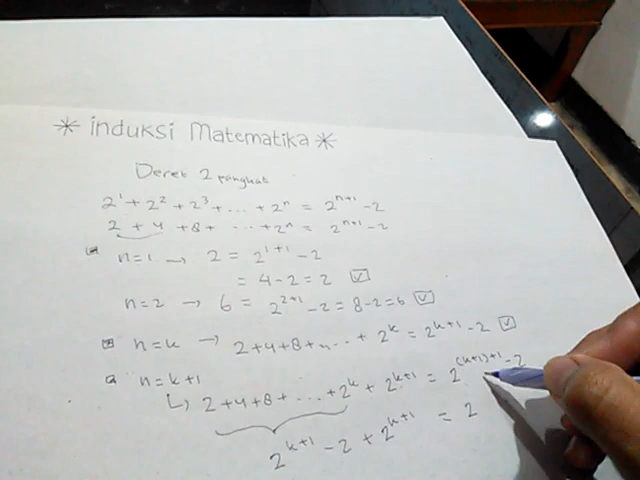 * Induksi Matematika *
Deret 2 pangkat
2¹ + 2² + 2³ + ... + 2ⁿ = 2ⁿ⁺¹ - 2
2 + 4 + 8 + ... + 2ⁿ = 2ⁿ⁺¹ - 2
n=1 → 2 = 2¹⁺¹ - 2
= 4 - 2 = 2 ☑
n=2 → 6 = 2²⁺¹ - 2 = 8 - 2 = 6 ☑
n=k → 2+4+8+... + 2ᵏ = 2ᵏ⁺¹ - 2 ☑
n=k+1
↳ 2+4+8+...+2ᵏ + 2ᵏ⁺¹ = 2⁽ᵏ⁺¹⁾⁺¹ - 2
2ᵏ⁺¹ - 2 + 2ᵏ⁺¹ = 2